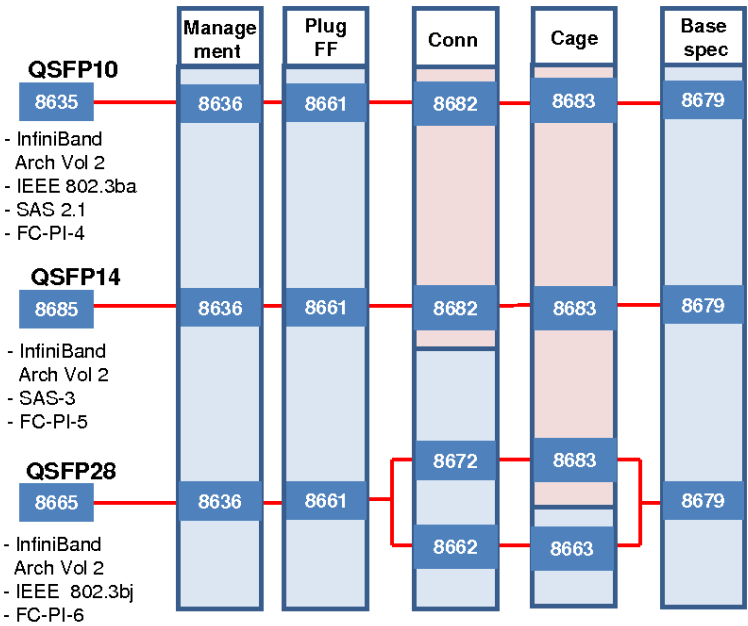 Manage
ment
Plug
FF
Conn
Cage
Base
spec
QSFP10
8635
8636
8661
8682
8683
8679
- InfiniBand
Arch Vol 2
- IEEE 802.3ba
- SAS 2.1
- FC-PI-4
QSFP14
8685
8636
8661
8682
8683
8679
- InfiniBand
Arch Vol 2
- SAS-3
- FC-PI-5
QSFP28
8665
8636
8661
8672
8683
8662
8663
8679
- InfiniBand
Arch Vol 2
- IEEE 802.3bj
- FC-PI-6